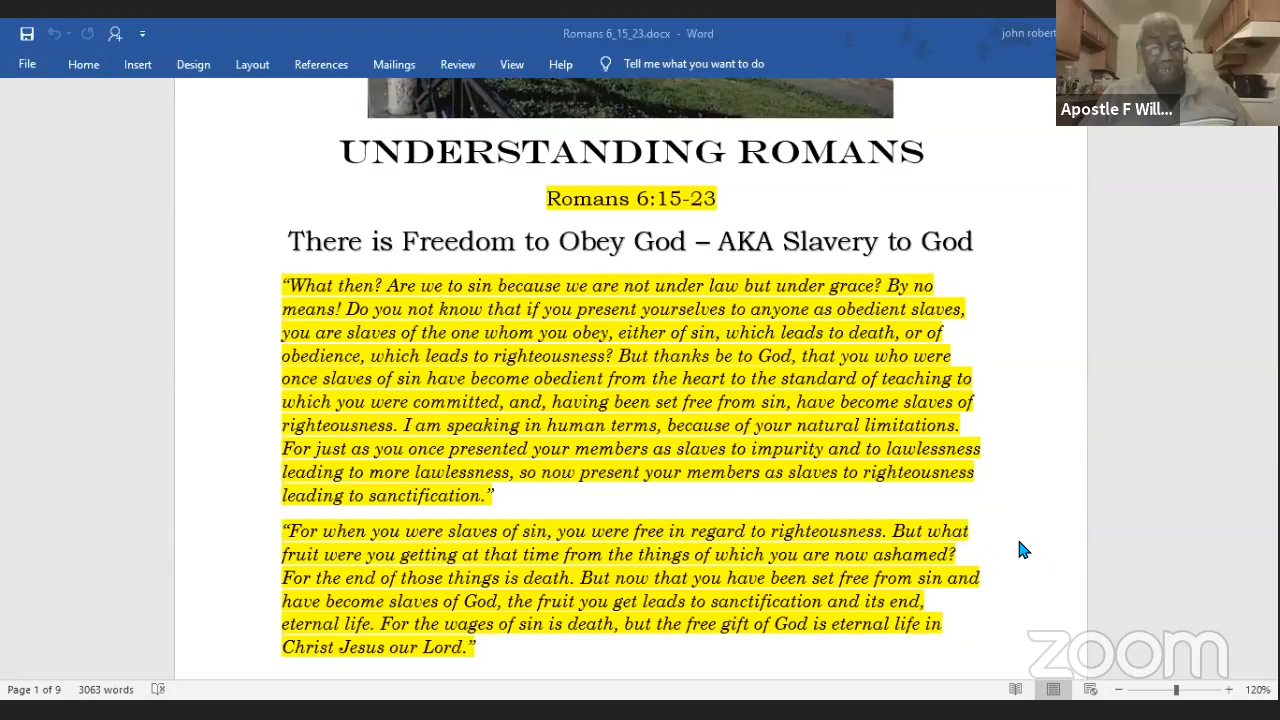 Romans 6_15_23.docx - Word
john robert
File Home Insert Design Layout References Mailings Review View Help Tell me what you want to do
Apostle F Will...
UNDERSTANDING ROMANS
Romans 6:15-23
There is Freedom to Obey God – AKA Slavery to God
“What then? Are we to sin because we are not under law but under grace? By no
means! Do you not know that if you present yourselves to anyone as obedient slaves,
you are slaves of the one whom you obey, either of sin, which leads to death, or of
obedience, which leads to righteousness? But thanks be to God, that you who were
once slaves of sin have become obedient from the heart to the standard of teaching to
which you were committed, and, having been set free from sin, have become slaves of
righteousness. I am speaking in human terms, because of your natural limitations.
For just as you once presented your members as slaves to impurity and to lawlessness
leading to more lawlessness, so now present your members as slaves to righteousness
leading to sanctification.”
“For when you were slaves of sin, you were free in regard to righteousness. But what
fruit were you getting at that time from the things of which you are now ashamed?
For the end of those things is death. But now that you have been set free from sin and
have become slaves of God, the fruit you get leads to sanctification and its end,
eternal life. For the wages of sin is death, but the free gift of God is eternal life in
Christ Jesus our Lord.”
zoom
Page 1 of 9 3063 words 120%